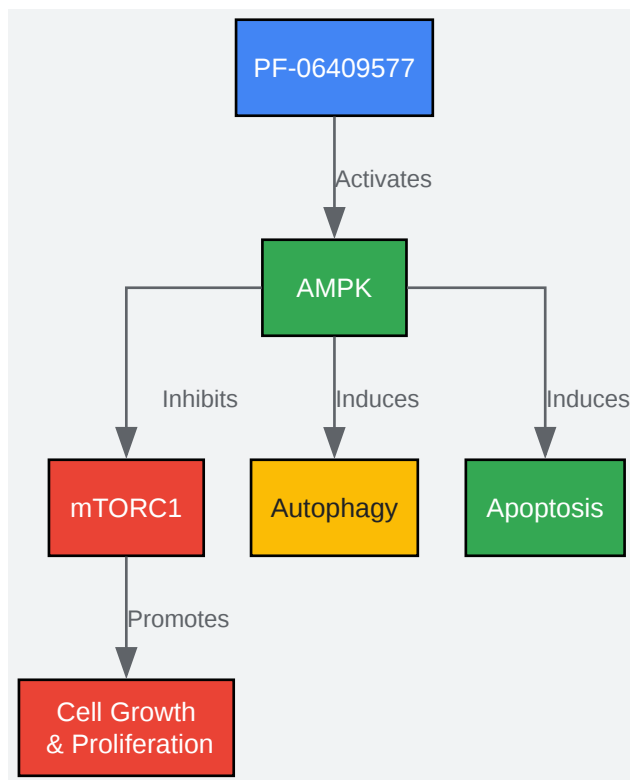 PF-06409577
Activates
AMPK
Inhibits
Induces
Induces
mTORC1
Autophagy
Apoptosis
Promotes
Cell Growth
& Proliferation